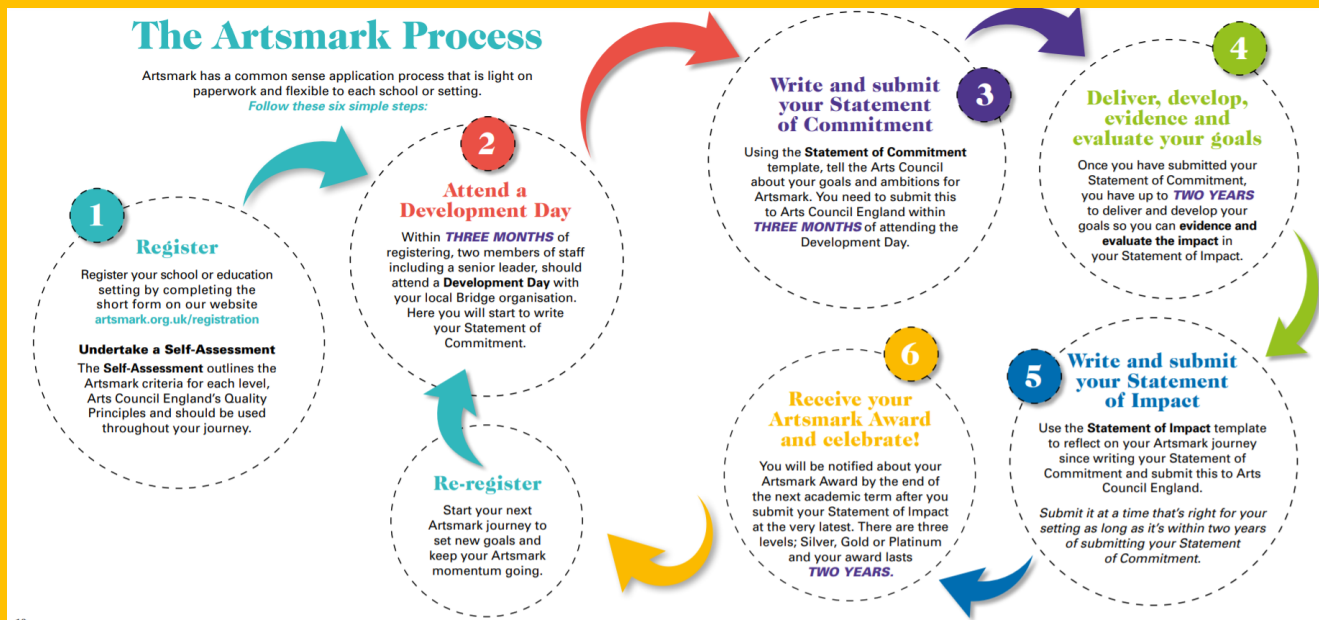 The Artsmark Process
Artsmark has a common sense application process that is light on
paperwork and flexible to each school or setting.
Follow these six simple steps:
1
Register
Register your school or education
setting by completing the
short form on our website
artsmark.org.uk/registration
Undertake a Self-Assessment
The Self-Assessment outlines the
Artsmark criteria for each level,
Arts Council England's Quality
Principles and should be used
throughout your journey.
2
Attend a
Development Day
Within THREE MONTHS of
registering, two members of staff
including a senior leader, should
attend a Development Day with
your local Bridge organisation.
Here you will start to write
your Statement of
Commitment.
3
Write and submit
your Statement
of Commitment
Using the Statement of Commitment
template, tell the Arts Council
about your goals and ambitions for
Artsmark. You need to submit this
to Arts Council England within
THREE MONTHS of attending the
Development Day.
4
Deliver, develop,
evidence and
evaluate your goals
Once you have submitted your
Statement of Commitment,
you have up to TWO YEARS
to deliver and develop your
goals so you can evidence and
evaluate the impact in
your Statement of Impact.
5
Write and submit
your Statement
of Impact
Use the Statement of Impact template
to reflect on your Artsmark journey
since writing your Statement of
Commitment and submit this to Arts
Council England.
Submit it at a time that's right for your
setting as long as it's within two years
of submitting your Statement
of Commitment.
6
Receive your
Artsmark Award
and celebrate!
You will be notified about your
Artsmark Award by the end of
the next academic term after you
submit your Statement of Impact
at the very latest. There are three
levels; Silver, Gold or Platinum
and your award lasts
TWO YEARS.
Re-register
Start your next
Artsmark journey to
set new goals and
keep your Artsmark
momentum going.